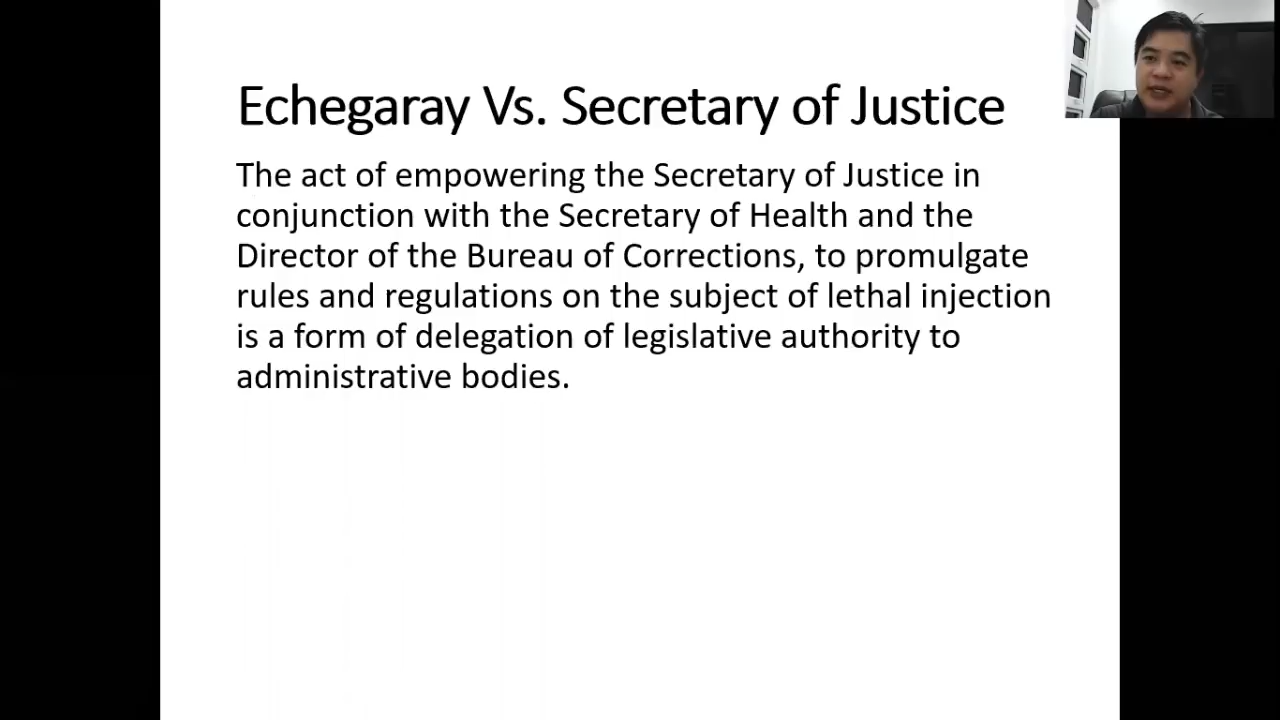 Echegaray Vs. Secretary of Justice
The act of empowering the Secretary of Justice in
conjunction with the Secretary of Health and the
Director of the Bureau of Corrections, to promulgate
rules and regulations on the subject of lethal injection
is a form of delegation of legislative authority to
administrative bodies.